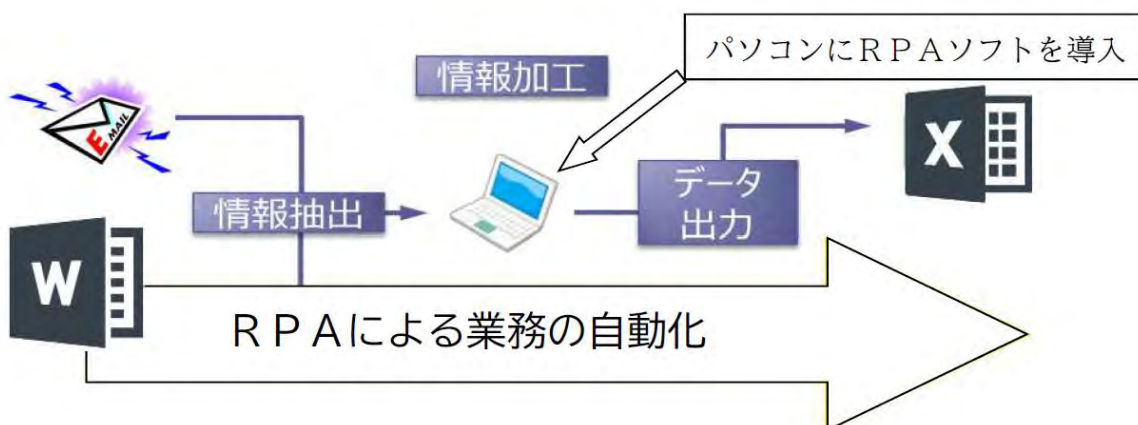 パソコンにＲＰＡソフトを導入
情報加工
E MAIL
X
情報抽出
データ
出力
W
ＲＰＡによる業務の自動化